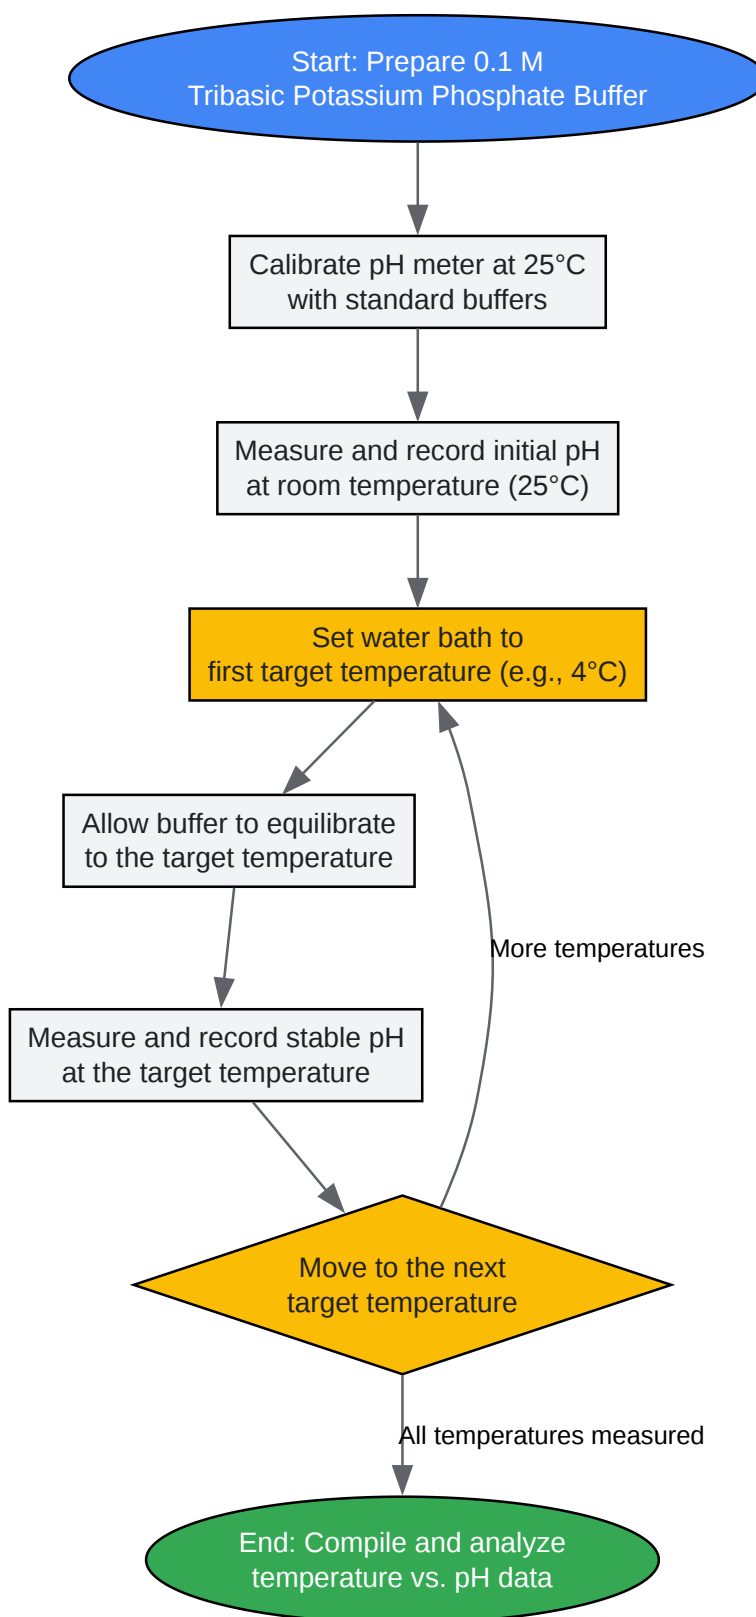 Start: Prepare 0.1 M
Tribasic Potassium Phosphate Buffer
Calibrate pH meter at 25°C
with standard buffers
Measure and record initial pH
at room temperature (25°C)
Set water bath to
first target temperature (e.g., 4°C)
Allow buffer to equilibrate
to the target temperature
More temperatures
Measure and record stable pH
at the target temperature
Move to the next
target temperature
All temperatures measured
End: Compile and analyze
temperature vs. pH data